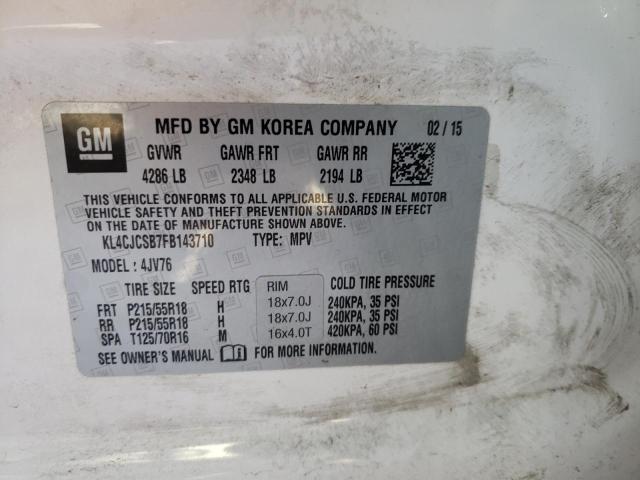 GM MFD BY GM KOREA COMPANY 02 / 15
GVWR GAWR FRT GAWR RR
4286 LB 2348 LB 2194 LB
THIS VEHICLE CONFORMS TO ALL APPLICABLE U.S. FEDERAL MOTOR
VEHICLE SAFETY AND THEFT PREVENTION STANDARDS IN EFFECT ON
THE DATE OF MANUFACTURE SHOWN ABOVE.
KL4CJCSB7FB143710 TYPE: MPV
MODEL : 4JV76
TIRE SIZE SPEED RTG RIM COLD TIRE PRESSURE
FRT P215/55R18 H 18x7.0J 240KPA, 35 PSI
RR P215/55R18 H 18x7.0J 240KPA, 35 PSI
SPA T125/70R16 M 16x4.0T 420KPA, 60 PSI
SEE OWNER'S MANUAL FOR MORE INFORMATION.